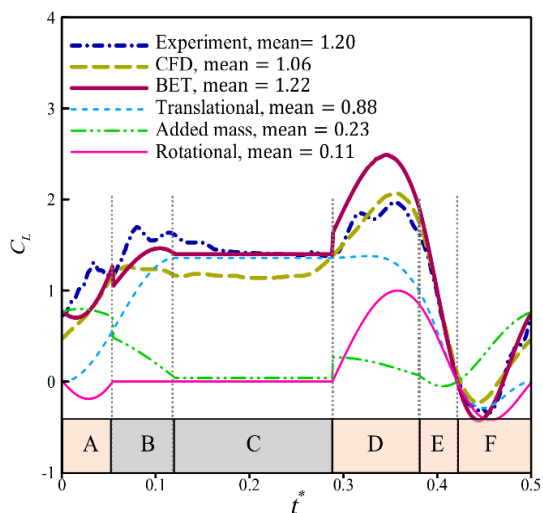 4
Experiment, mean= 1.20
CFD, mean = 1.06
3
BET, mean = 1.22
Translational, mean = 0.88
Added mass, mean = 0.23
Rotational, mean = 0.11
2
C_L
1
0
A B C D E F
-1
0 0.1 0.2 0.3 0.4 0.5
t*